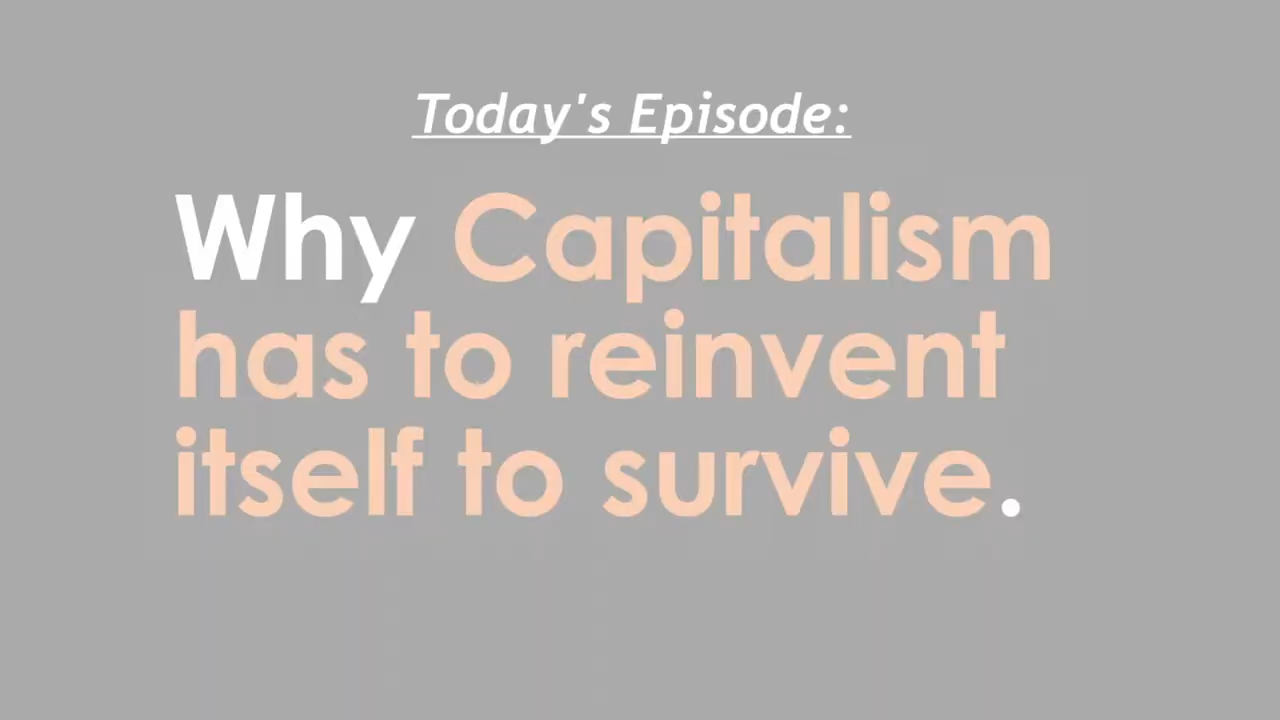 Today's Episode:
Why Capitalism
has to reinvent
itself to survive.